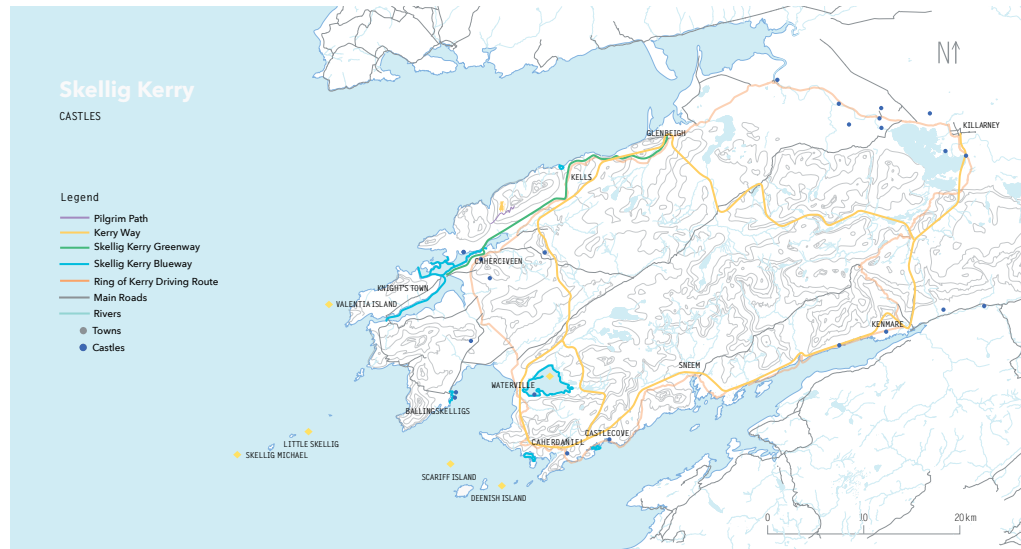 Skellig Kerry
CASTLES
N
Legend
Pilgrim Path
Kerry Way
Skellig Kerry Greenway
Skellig Kerry Blueway
Ring of Kerry Driving Route
Main Roads
Rivers
Towns
Castles
KILLARNEY
GLENBEIGH
KELLS
CAHERCIVEEN
KNIGHT'S TOWN
VALENTIA ISLAND
KENMARE
SNEEM
WATERVILLE
BALLINGSKELLIGS
CASTLECOVE
CAHERDANIEL
LITTLE SKELLIG
SKELLIG MICHAEL
SCARIFF ISLAND
DEENISH ISLAND
0 10 20km